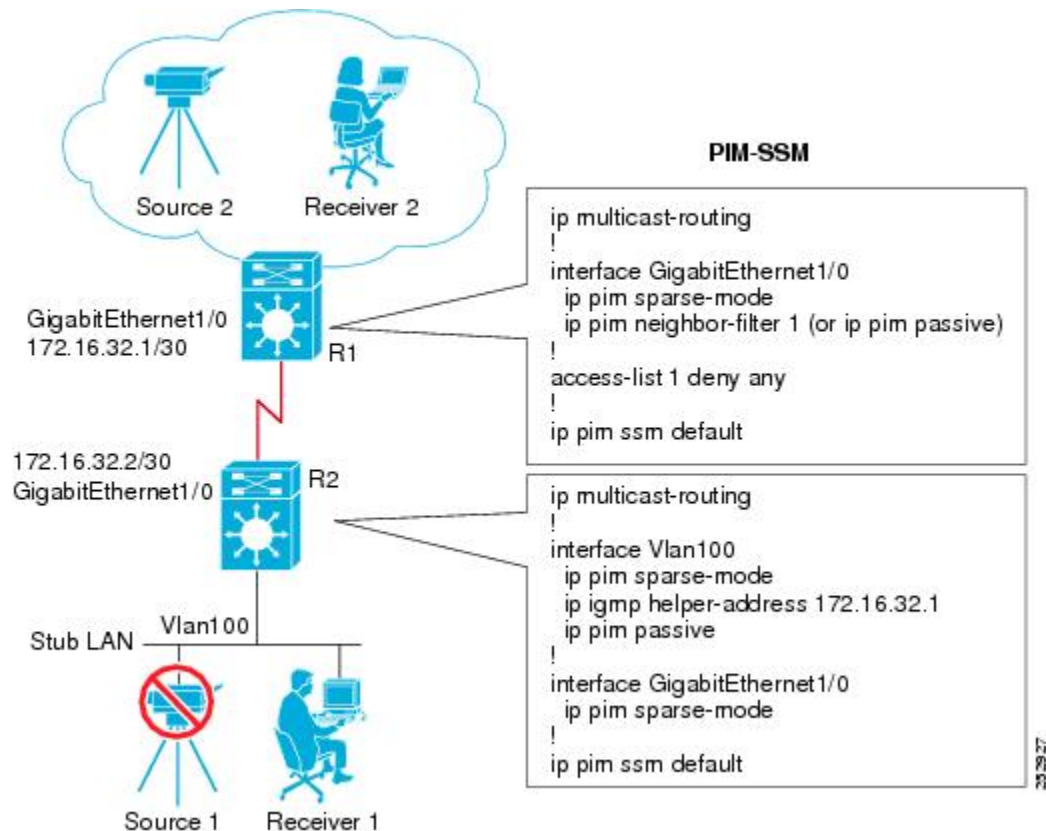 Source 2
Receiver 2
PIM-SSM
ip multicast-routing
!
interface GigabitEthernet1/0
ip pim sparse-mode
ip pim neighbor-filter 1 (or ip pim passive)
!
access-list 1 deny any
!
ip pim ssm default
GigabitEthernet1/0
172.16.32.1/30
R1
172.16.32.2/30
GigabitEthernet1/0
R2
ip multicast-routing
!
interface Vlan100
ip pim sparse-mode
ip igmp helper-address 172.16.32.1
ip pim passive
!
interface GigabitEthernet1/0
ip pim sparse-mode
!
ip pim ssm default
Vlan100
Stub LAN
Source 1
Receiver 1